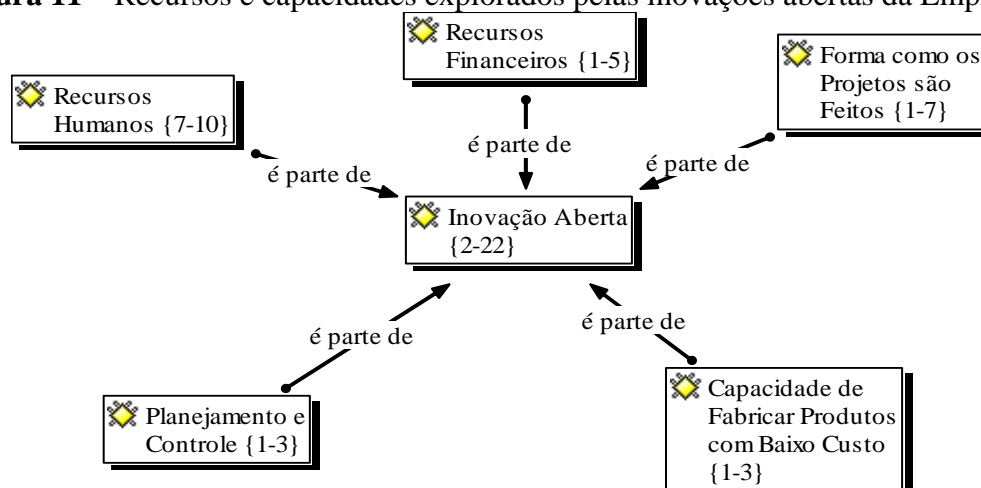 ura 11 – Recursos e capacidades explorados pelas inovações abertas da Emp
Recursos
Financeiros {1-5}
Forma como os
Projetos são
Feitos {1-7}
Recursos
Humanos {7-10}
é parte de
é parte de
é parte de
Inovação Aberta
{2-22}
é parte de
é parte de
Planejamento e
Controle {1-3}
Capacidade de
Fabricar Produtos
com Baixo Custo
{1-3}